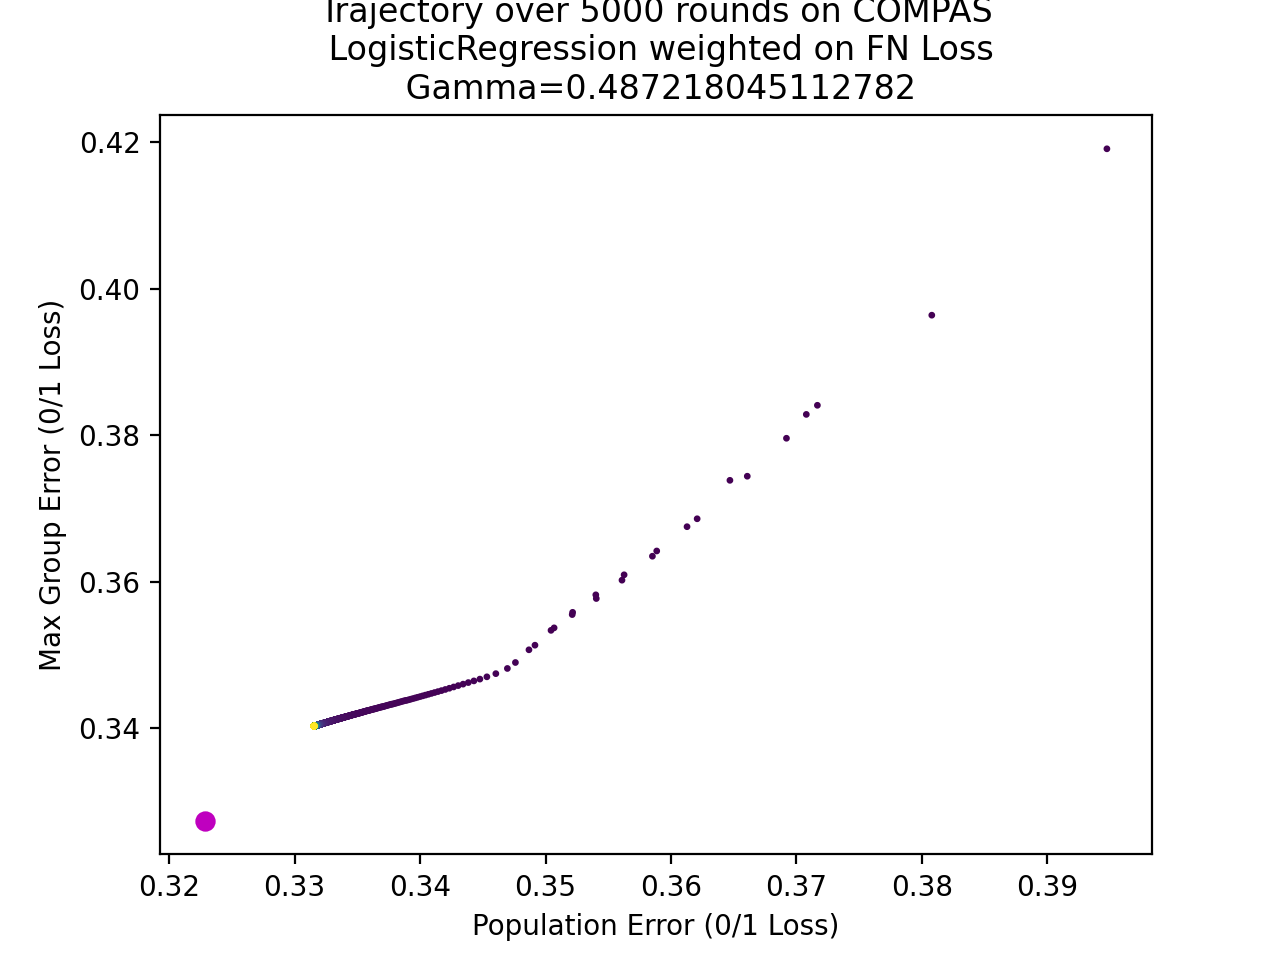 Trajectory over 5000 rounds on COMPAS
LogisticRegression weighted on FN Loss
Gamma=0.487218045112782
0.42
0.40
0.38
0.36
0.34
Max Group Error (0/1 Loss)
0.32 0.33 0.34 0.35 0.36 0.37 0.38 0.39
Population Error (0/1 Loss)